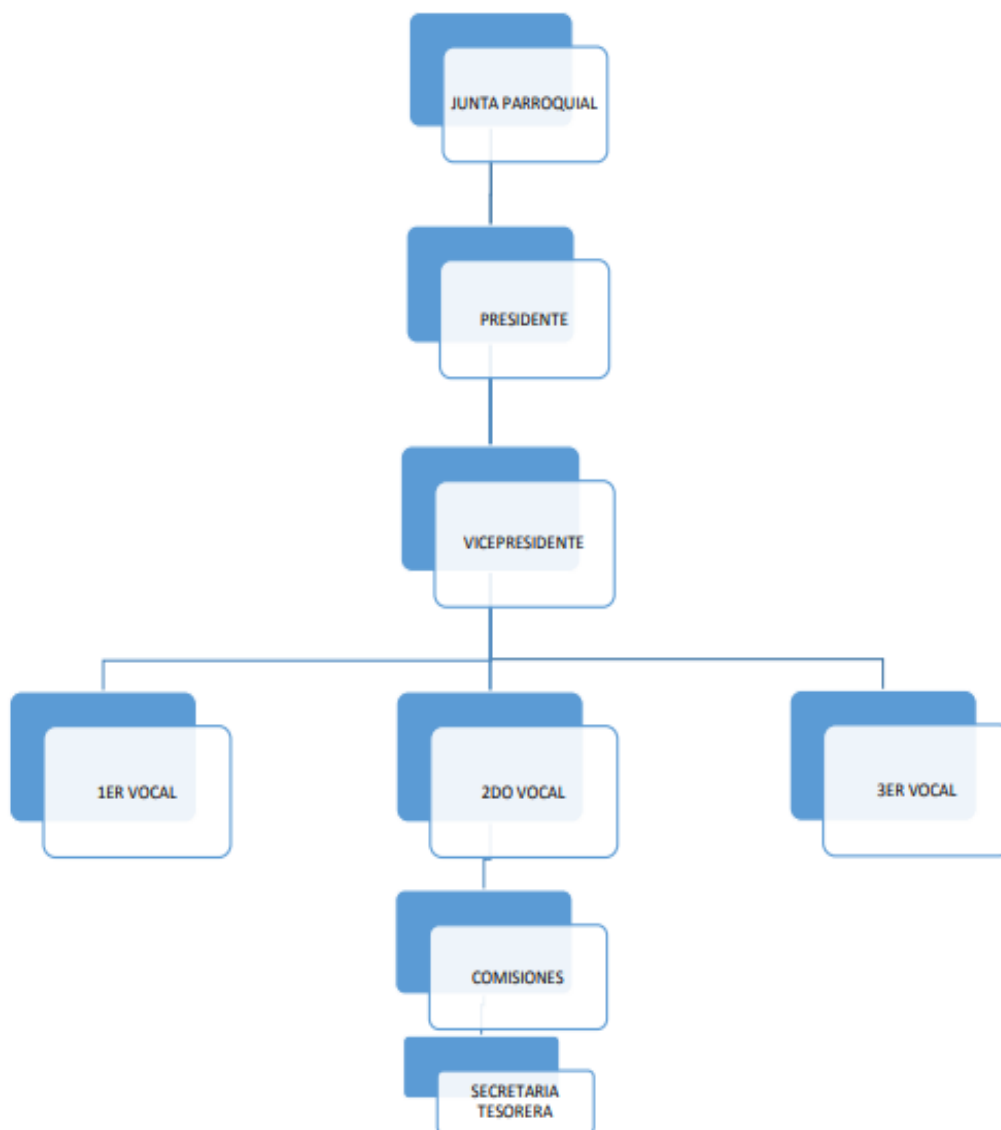 JUNTA PARROQUIAL
PRESIDENTE
VICEPRESIDENTE
1ER VOCAL
2DO VOCAL
3ER VOCAL
COMISIONES
SECRETARIA
TESORERA